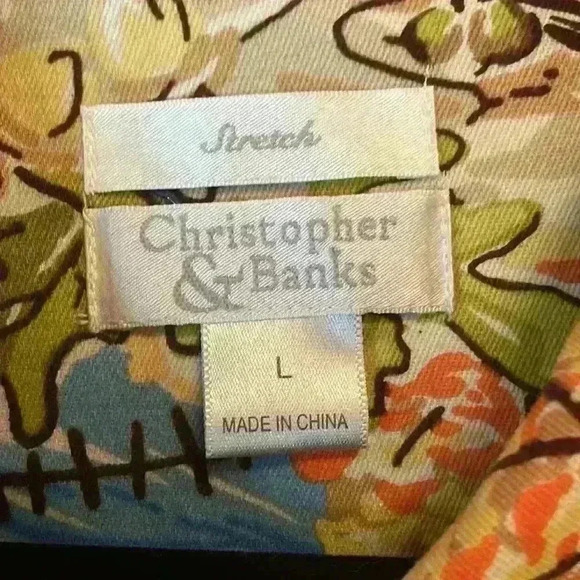 Stretch
Christopher
& Banks
L
MADE IN CHINA